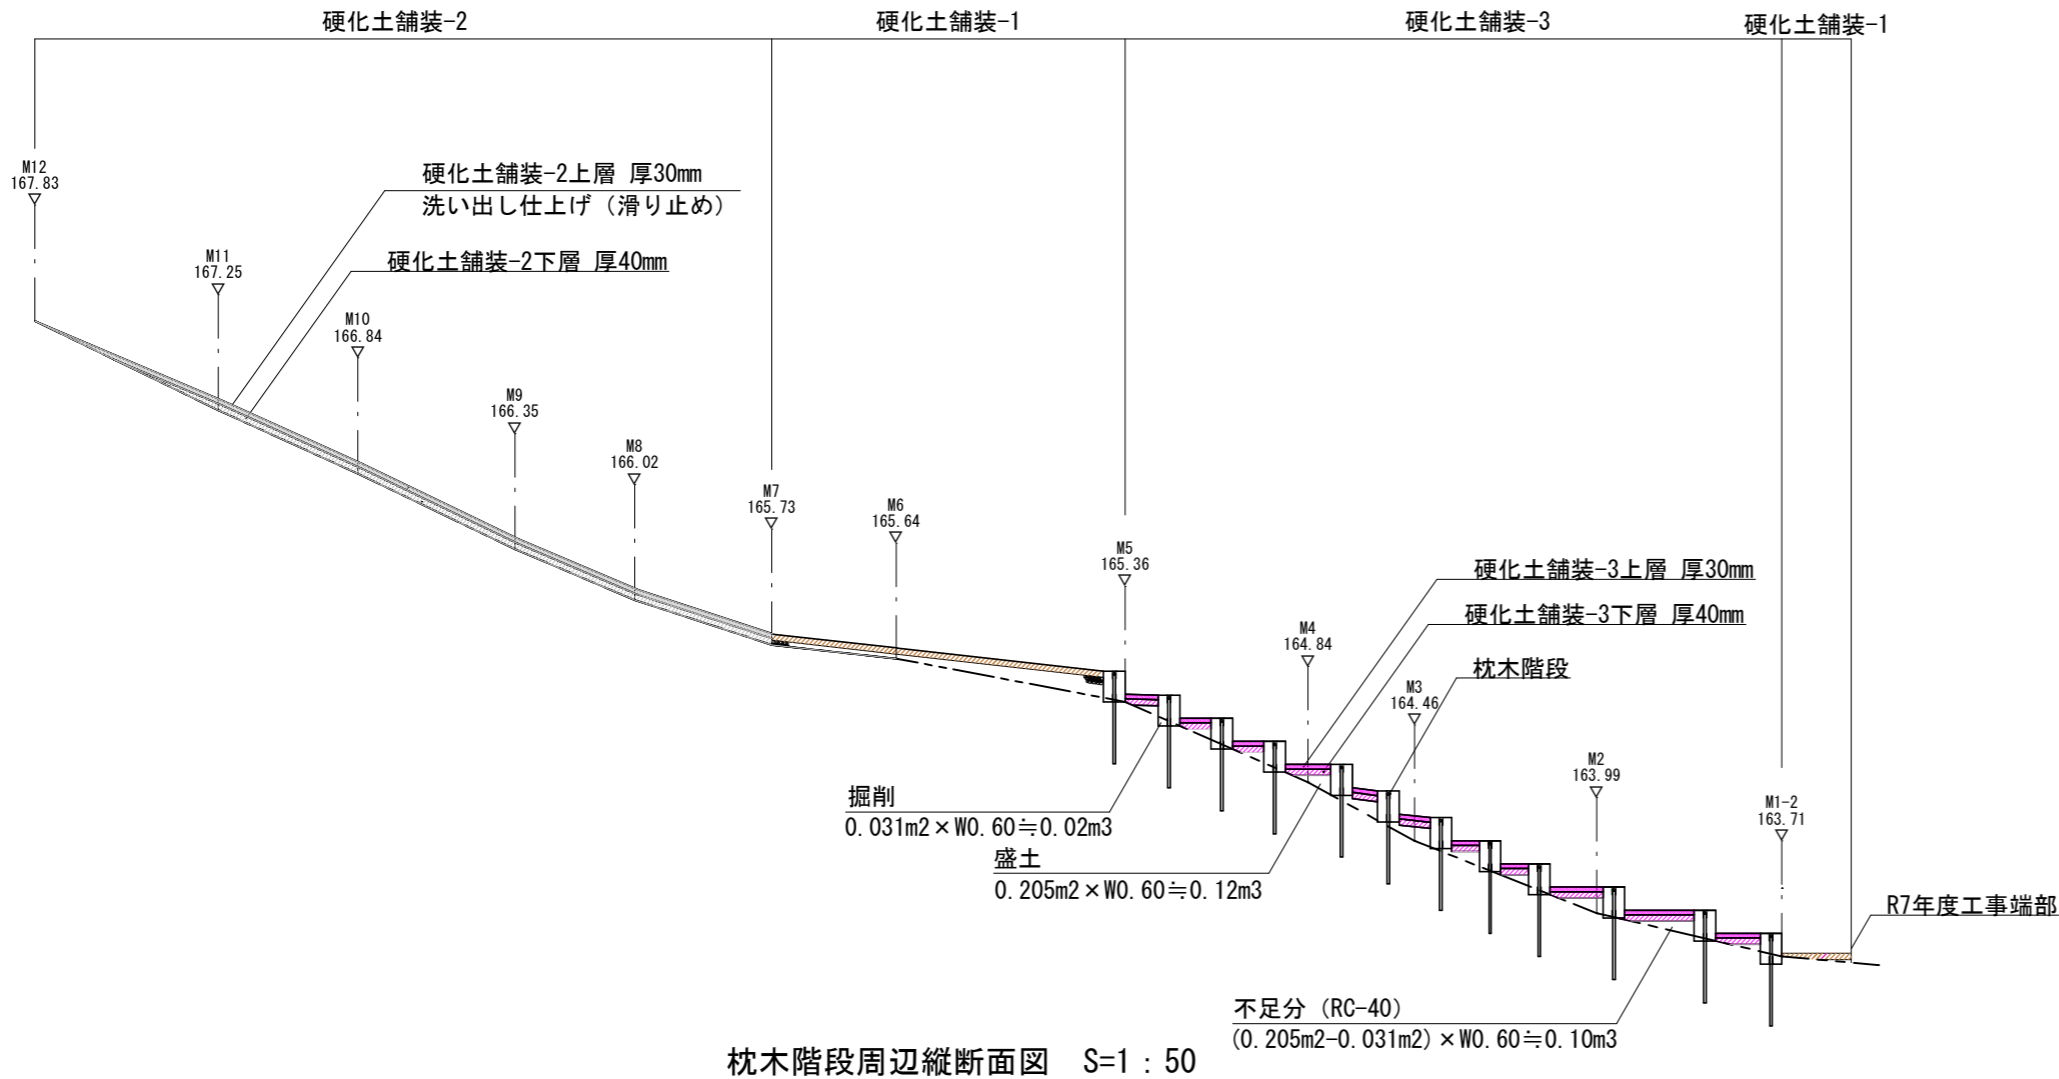 硬化土舗装-2
硬化土舗装-1
硬化土舗装-3
硬化土舗装-1
M12
167.83
硬化土舗装-2上層 厚30mm
洗い出し仕上げ（滑り止め）
M11
167.25
硬化土舗装-2下層 厚40mm
M10
166.84
M9
166.35
M8
166.02
M7
165.73
M6
165.64
M5
165.36
硬化土舗装-3上層 厚30mm
硬化土舗装-3下層 厚40mm
M4
164.84
枕木階段
M3
164.46
M2
163.99
M1-2
163.71
掘削
0.031m2×W0.60≒0.02m3
盛土
0.205m2×W0.60≒0.12m3
R7年度工事端部
不足分（RC-40）
(0.205m2-0.031m2)×W0.60≒0.10m3
枕木階段周辺縦断面図　S=1：50